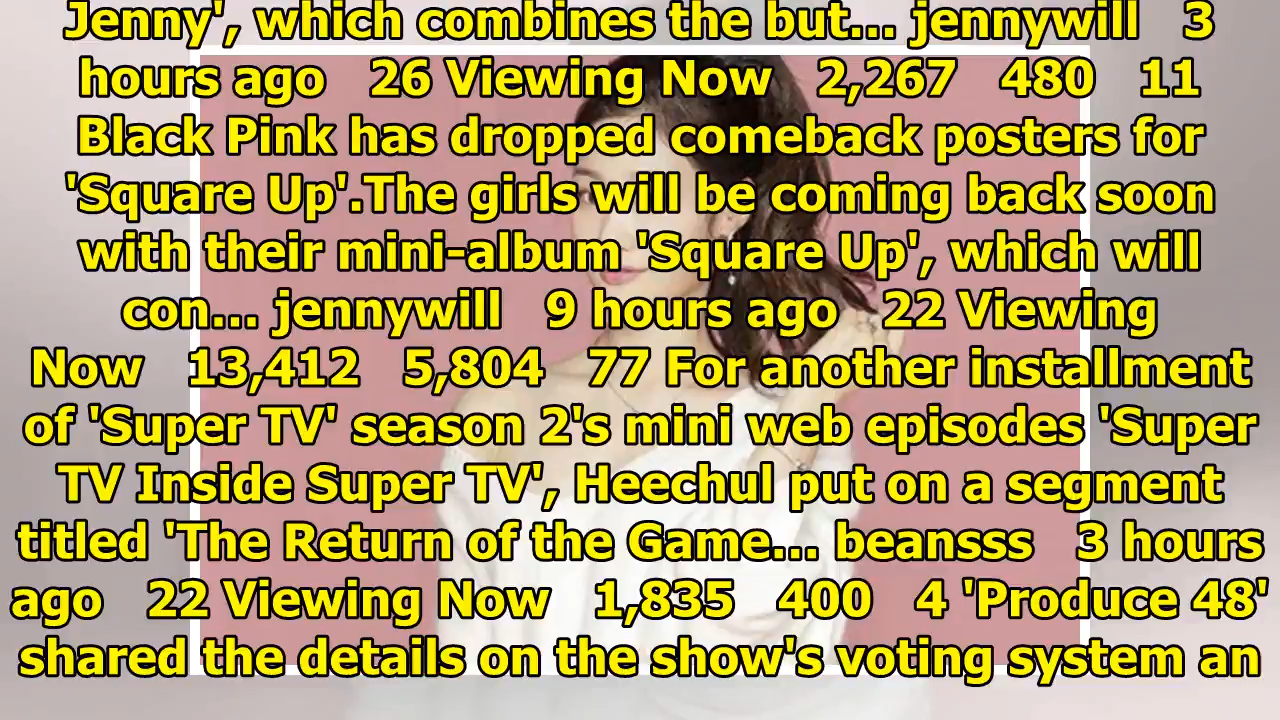 Jenny', which combines the but... jennywill   3
hours ago   26 Viewing Now   2,267   480   11
Black Pink has dropped comeback posters for
'Square Up'.The girls will be coming back soon
with their mini-album 'Square Up', which will
con... jennywill   9 hours ago   22 Viewing
Now   13,412   5,804   77 For another installment
of 'Super TV' season 2's mini web episodes 'Super
TV Inside Super TV', Heechul put on a segment
titled 'The Return of the Game... beansss   3 hours
ago   22 Viewing Now   1,835   400   4 'Produce 48'
shared the details on the show's voting system an